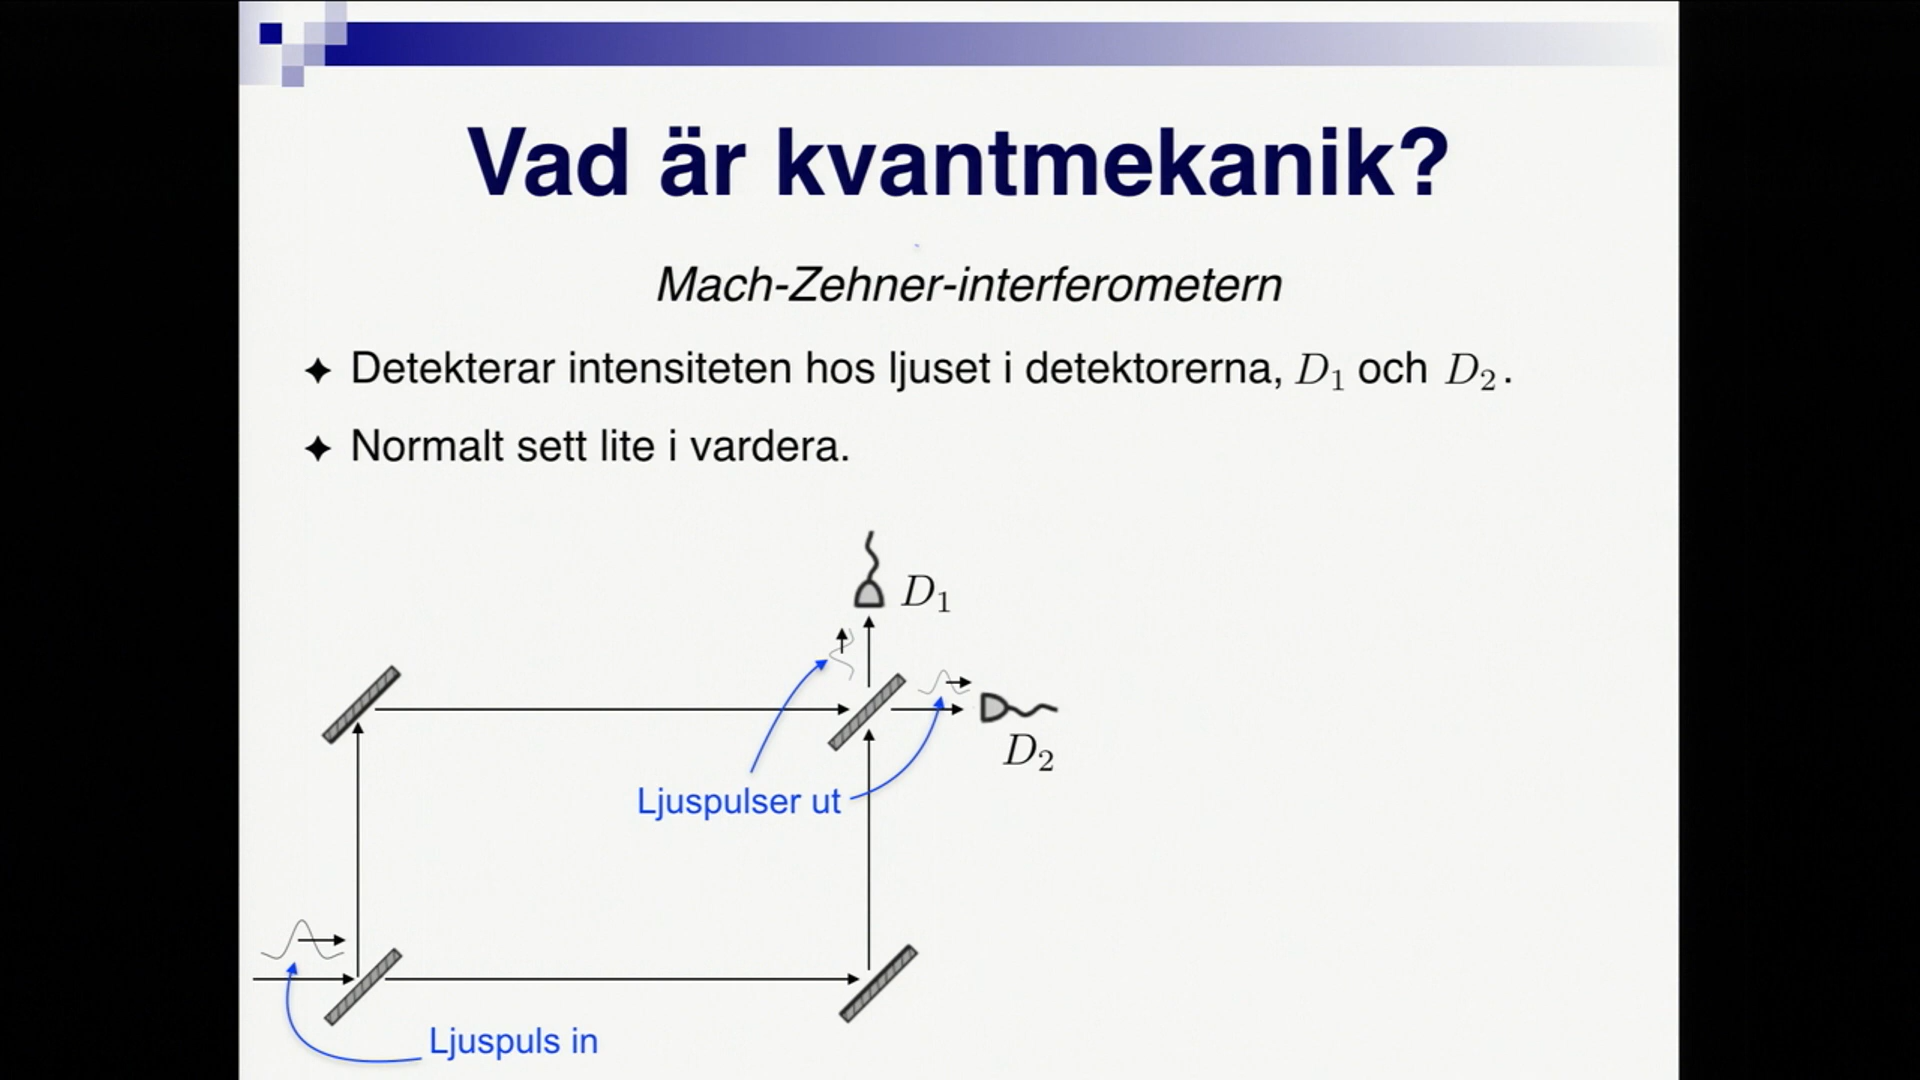 Vad är kvantmekanik?
Mach-Zehner-interferometern
✦ Detekterar intensiteten hos ljuset i detektorerna, D₁ och D₂.
✦ Normalt sett lite i vardera.
D₁
D₂
Ljuspulser ut
Ljuspuls in